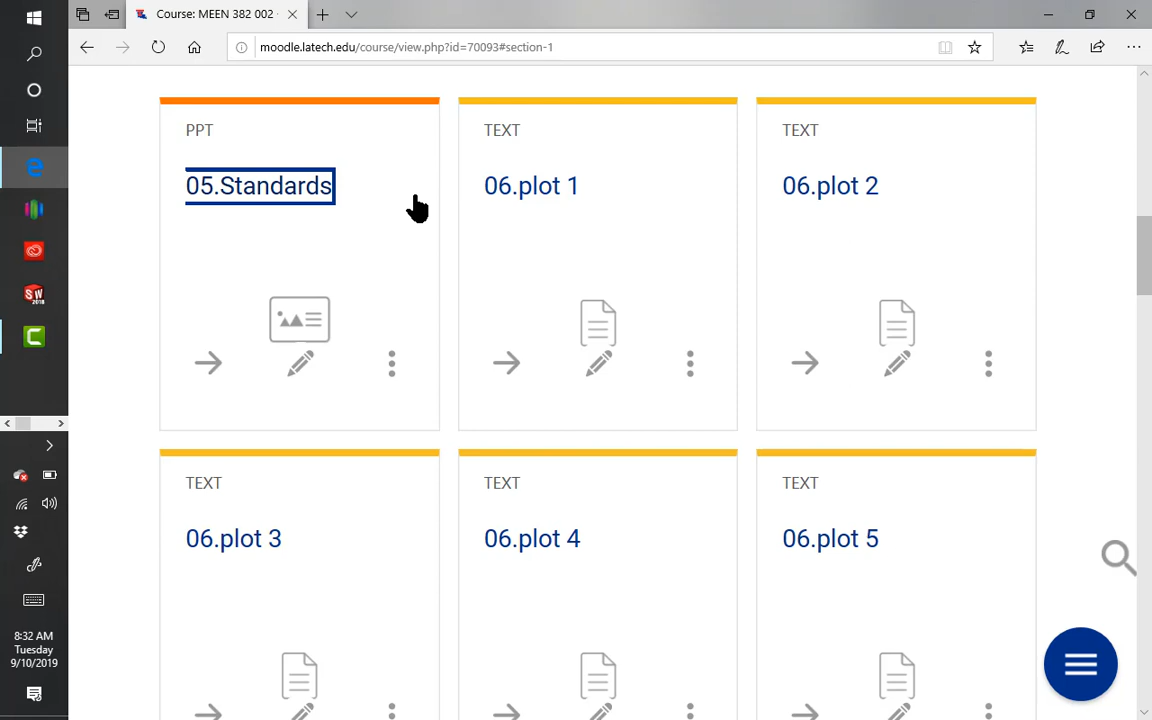 Course: MEEN 382 002
moodle.latech.edu/course/view.php?id=70093#section-1
PPT
05.Standards
TEXT
06.plot 1
TEXT
06.plot 2
TEXT
06.plot 3
TEXT
06.plot 4
TEXT
06.plot 5
SW
2018
8:32 AM
Tuesday
9/10/2019